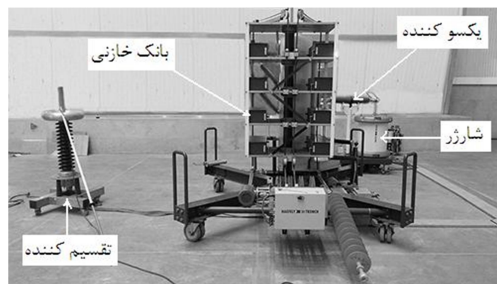 یکسو کننده
بانک خازنی
شارژر
تقسیم کننده